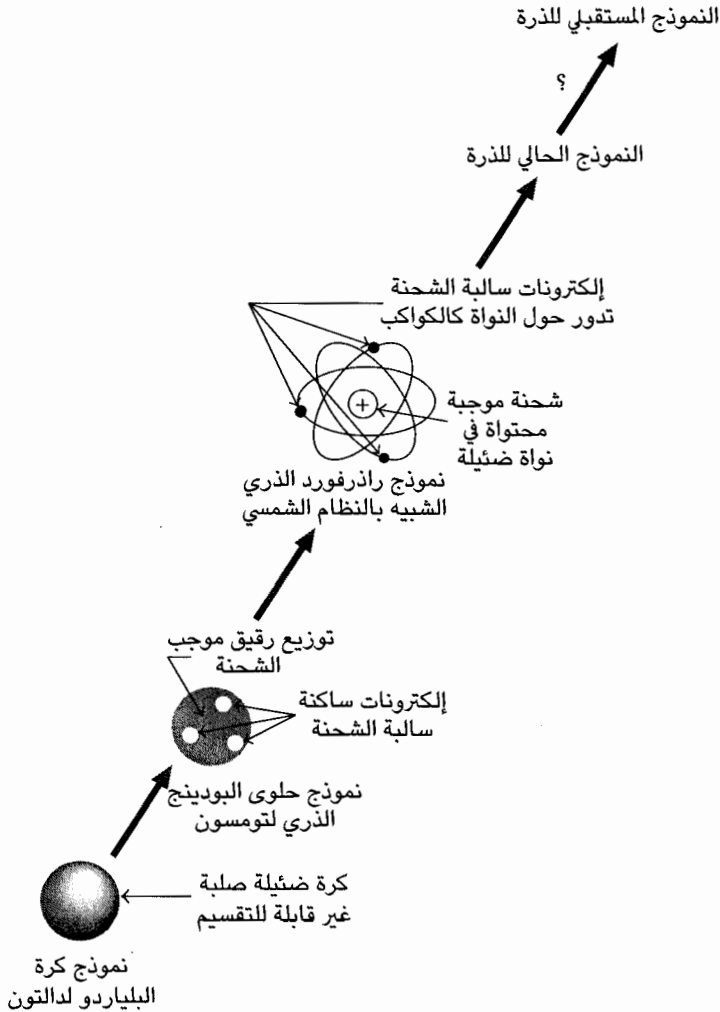 النموذج المستقبلي للذرة
؟
النموذج الحالي للذرة
إلكترونات سالبة الشحنة
تدور حول النواة كالكواكب
+
شحنة موجبة
محتواة في
نواة ضئيلة
نموذج راذرفورد الذري
الشبيه بالنظام الشمسي
توزيع رقيق موجب
الشحنة
إلكترونات ساكنة
سالبة الشحنة
نموذج حلوى البودينج
الذري لتومسون
كرة ضئيلة صلبة
غير قابلة للتقسيم
نموذج كرة
البلياردو لدالتون